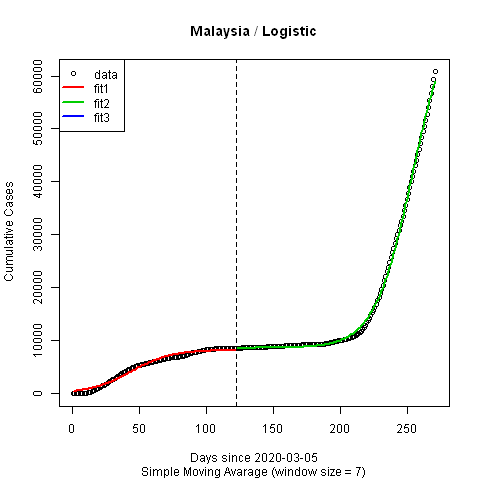 Malaysia / Logistic
data
fit1
fit2
fit3
Cumulative Cases
0
10000
20000
30000
40000
50000
60000
0 50 100 150 200 250
Days since 2020-03-05
Simple Moving Avarage (window size = 7)